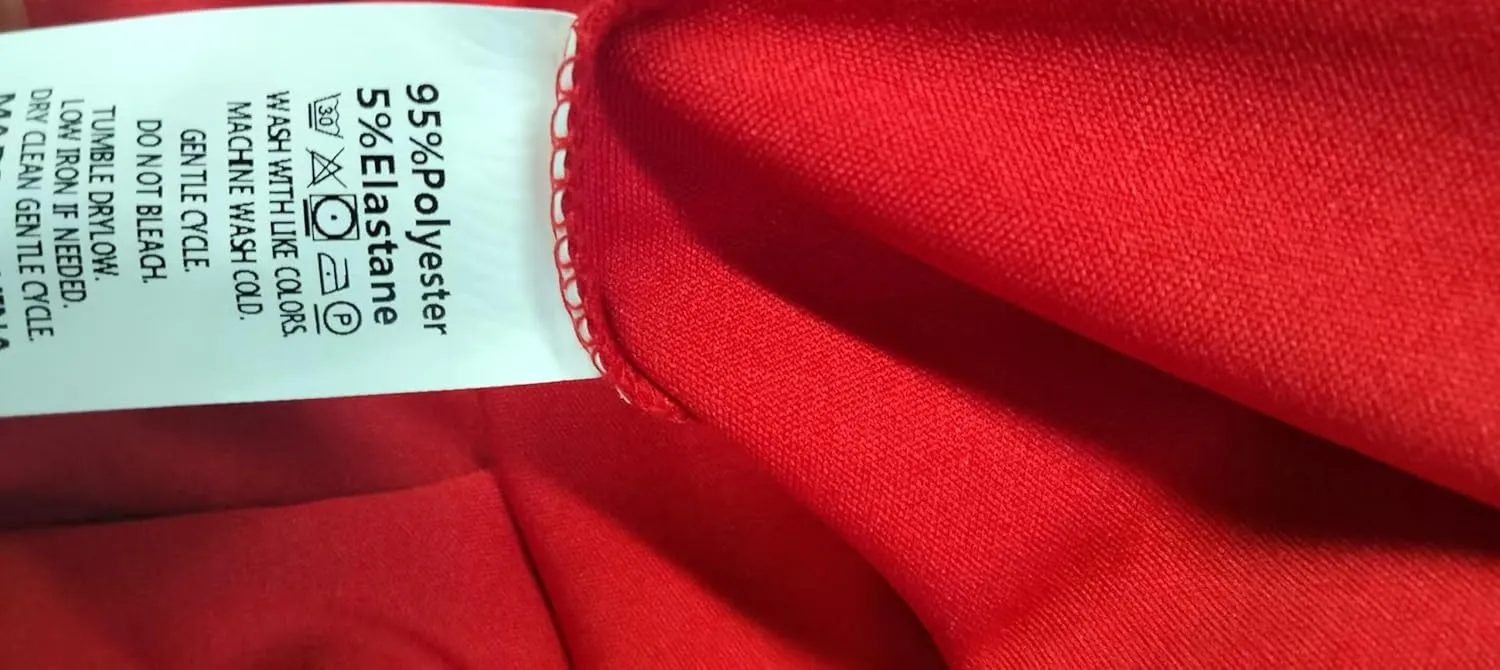 95%Polyester
5%Elastane
30 P
WASH WITH LIKE COLORS.
MACHINE WASH COLD.
GENTLE CYCLE.
DO NOT BLEACH.
TUMBLE DRYLOW.
LOW IRON IF NEEDED.
DRY CLEAN GENTLE CYCLE.